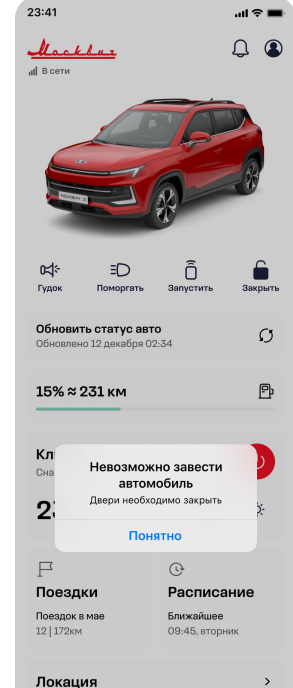 23:41
Москвич
В сети
Гудок
Поморгать
Запустить
Закрыть
Обновить статус авто
Обновлено 12 декабря 02:34
15% ≈ 231 км
Невозможно завести
автомобиль
Двери необходимо закрыть
Понятно
Поездки
Поездок в мае
12 | 172км
Расписание
Ближайшее
09:45, вторник
Локация